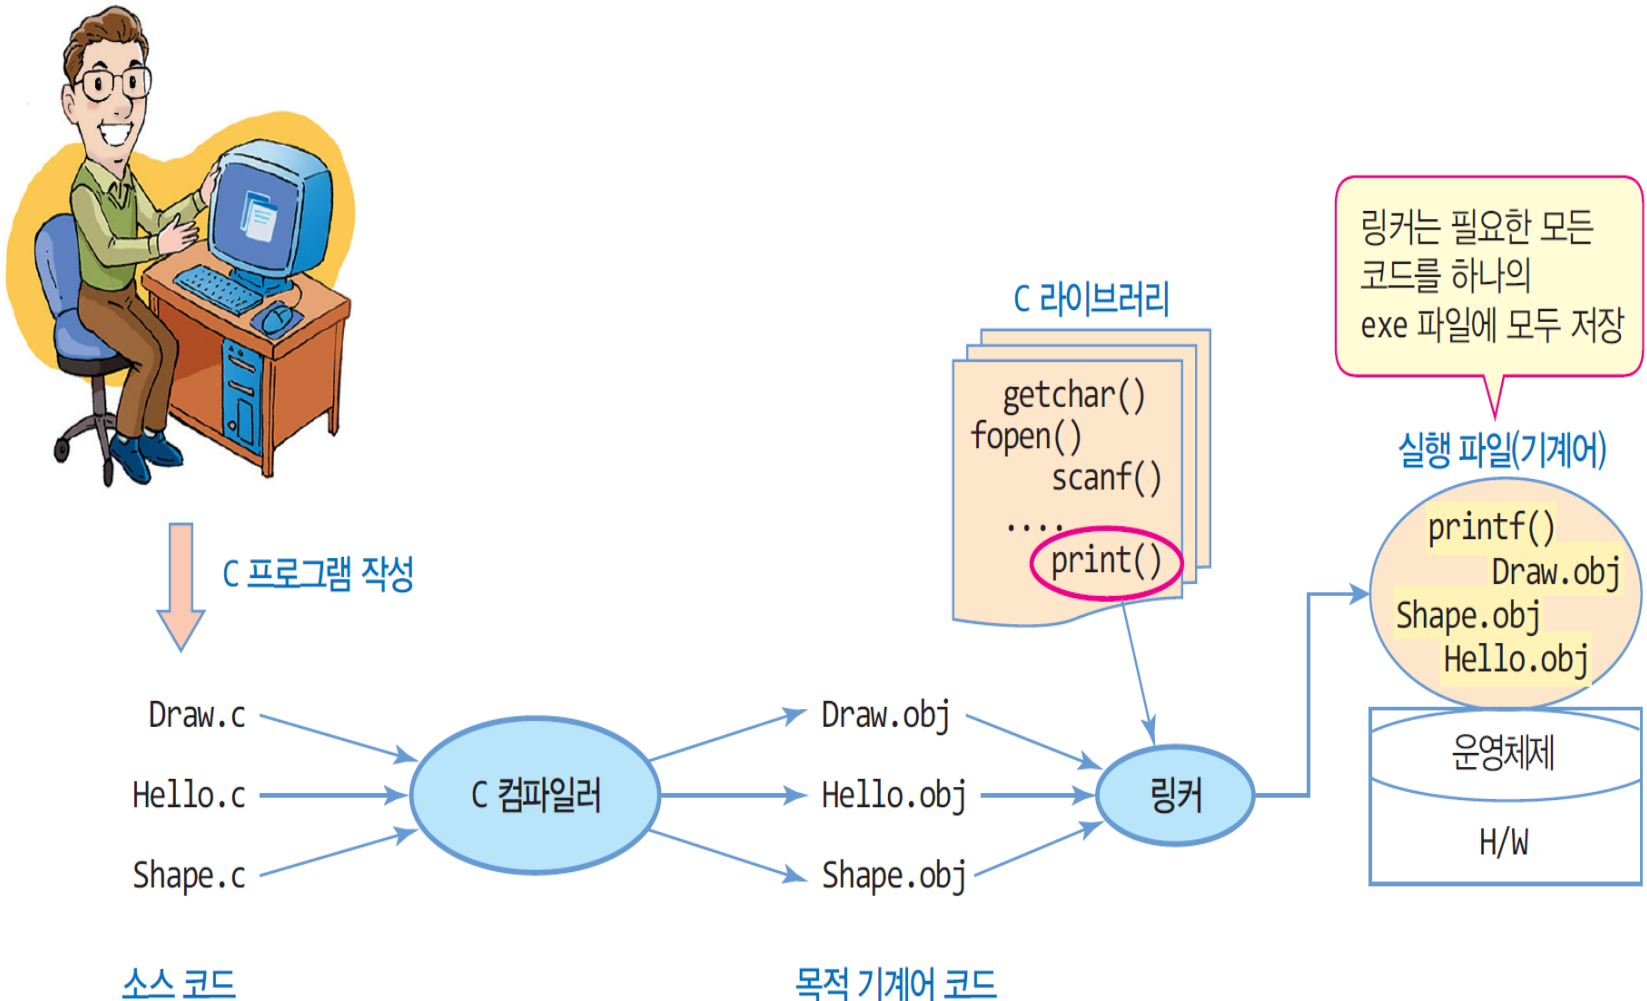 링커는 필요한 모든
코드를 하나의
exe 파일에 모두 저장
C 라이브러리
getchar()
fopen()
scanf()
....
print()
실행 파일(기계어)
printf()
Draw.obj
Shape.obj
Hello.obj
운영체제
H/W
C 프로그램 작성
Draw.c
Hello.c
Shape.c
C 컴파일러
Draw.obj
Hello.obj
Shape.obj
링커
소스 코드
목적 기계어 코드